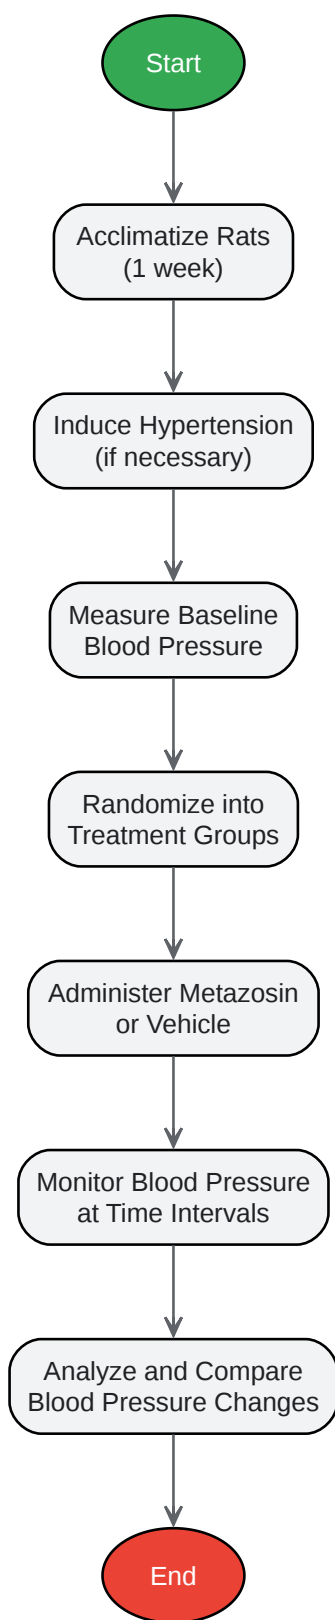 Start
Acclimatize Rats
(1 week)
Induce Hypertension
(if necessary)
Measure Baseline
Blood Pressure
Randomize into
Treatment Groups
Administer Metazosin
or Vehicle
Monitor Blood Pressure
at Time Intervals
Analyze and Compare
Blood Pressure Changes
End